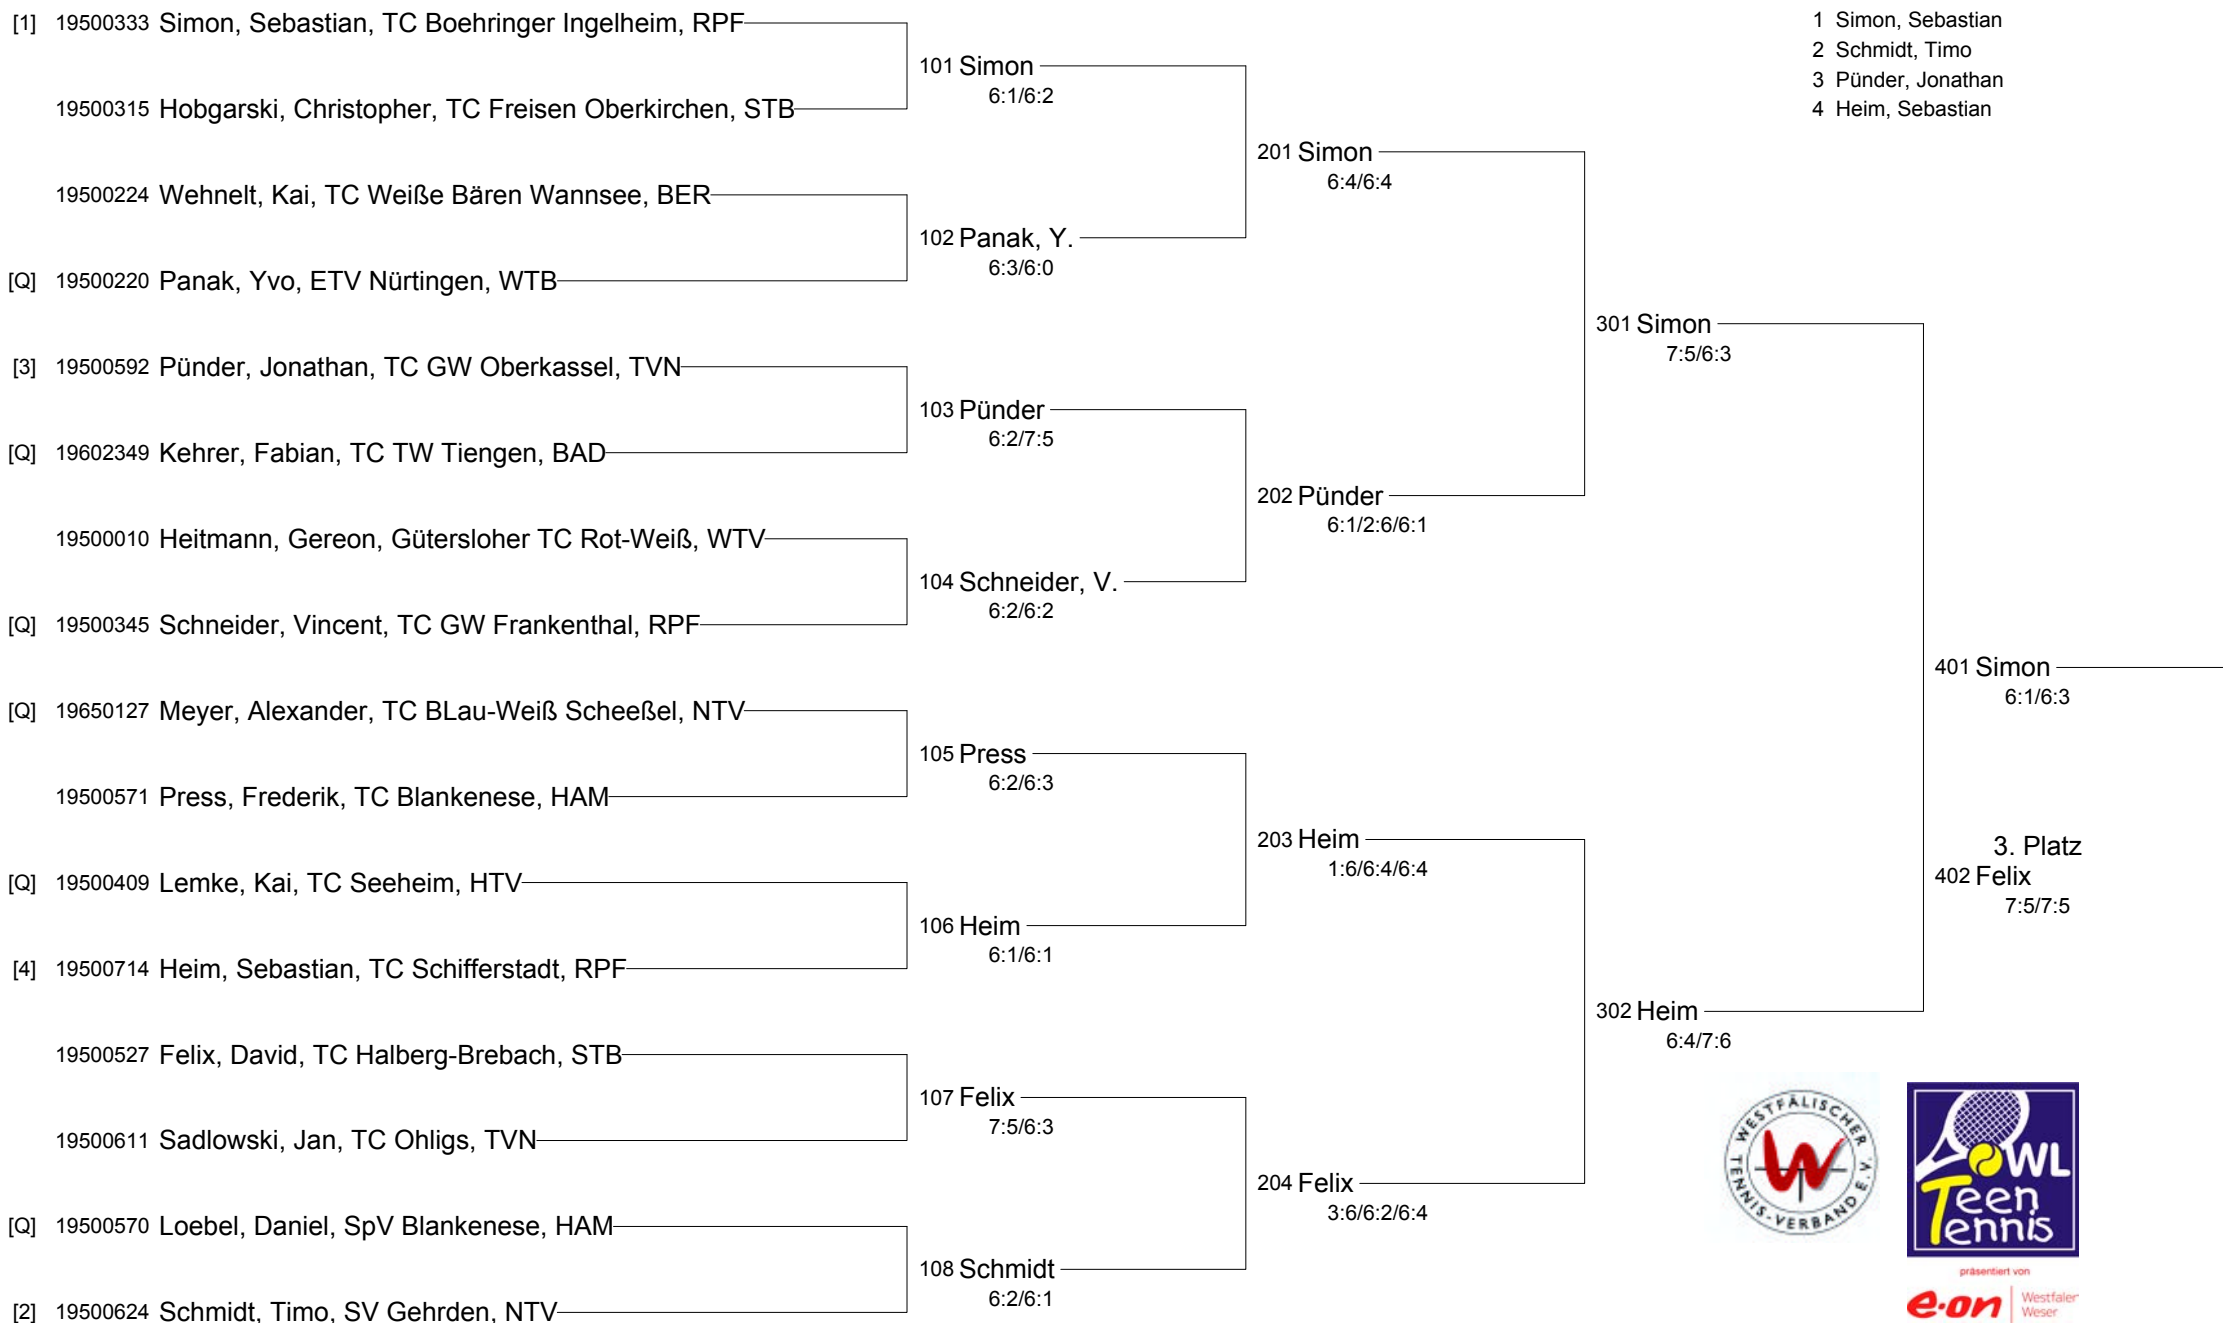 [1] 19500333 Simon, Sebastian, TC Boehringer Ingelheim, RPF
19500315 Hobgarski, Christopher, TC Freisen Oberkirchen, STB
19500224 Wehnelt, Kai, TC Weiße Bären Wannsee, BER
[Q] 19500220 Panak, Yvo, ETV Nürtingen, WTB
[3] 19500592 Pünder, Jonathan, TC GW Oberkassel, TVN
[Q] 19602349 Kehrer, Fabian, TC TW Tiengen, BAD
19500010 Heitmann, Gereon, Gütersloher TC Rot-Weiß, WTV
[Q] 19500345 Schneider, Vincent, TC GW Frankenthal, RPF
[Q] 19650127 Meyer, Alexander, TC BLau-Weiß Scheeßel, NTV
19500571 Press, Frederik, TC Blankenese, HAM
[Q] 19500409 Lemke, Kai, TC Seeheim, HTV
[4] 19500714 Heim, Sebastian, TC Schifferstadt, RPF
19500527 Felix, David, TC Halberg-Brebach, STB
19500611 Sadlowski, Jan, TC Ohligs, TVN
[Q] 19500570 Loebel, Daniel, SpV Blankenese, HAM
[2] 19500624 Schmidt, Timo, SV Gehrden, NTV
101 Simon
6:1/6:2
102 Panak, Y.
6:3/6:0
103 Pünder
6:2/7:5
104 Schneider, V.
6:2/6:2
105 Press
6:2/6:3
106 Heim
6:1/6:1
107 Felix
7:5/6:3
108 Schmidt
6:2/6:1
201 Simon
6:4/6:4
202 Pünder
6:1/2:6/6:1
203 Heim
1:6/6:4/6:4
204 Felix
3:6/6:2/6:4
301 Simon
7:5/6:3
302 Heim
6:4/7:6
401 Simon
6:1/6:3
3. Platz
402 Felix
7:5/7:5
1 Simon, Sebastian
2 Schmidt, Timo
3 Pünder, Jonathan
4 Heim, Sebastian
WESTFÄLISCHER
TENNIS-VERBAND E.V.
OWL
Teen
Tennis
präsentiert von
e·on
Westfalen
Weser